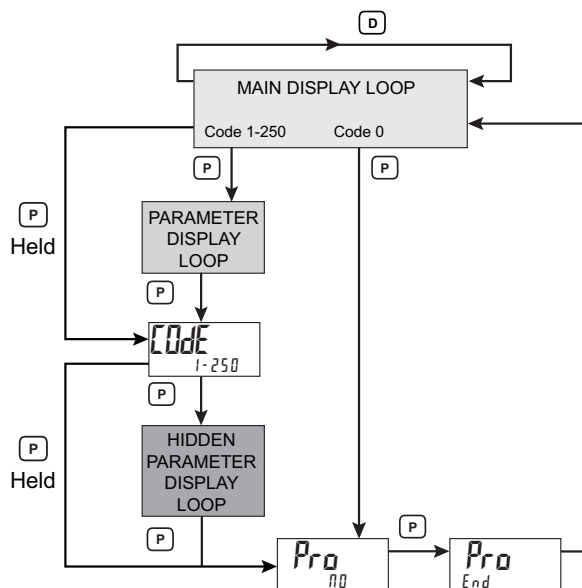 D
MAIN DISPLAY LOOP
Code 1-250 Code 0
P P
P
Held
PARAMETER
DISPLAY
LOOP
P
COdE
1-250
P
P
Held
HIDDEN
PARAMETER
DISPLAY
LOOP
P
P
Pro
NO
Pro
End